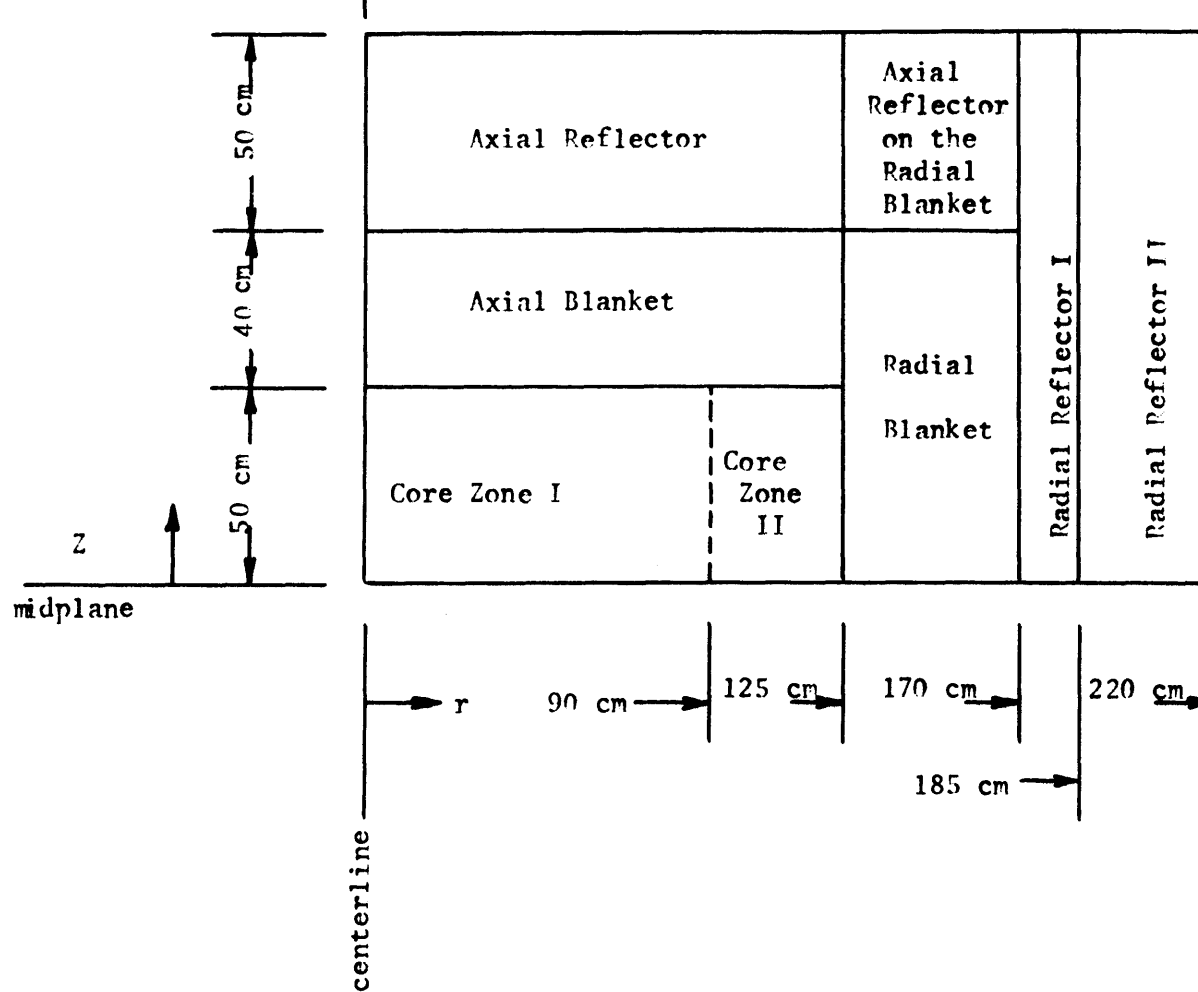 50 cm
40 cm
50 cm
Axial Reflector
Axial
Reflector
on the
Radial
Blanket
Axial Blanket
Radial
Blanket
Radial Reflector I
Radial Reflector II
Core Zone I
Core
Zone
II
Z
midplane
r
90 cm
125 cm
170 cm
220 cm
185 cm
centerline